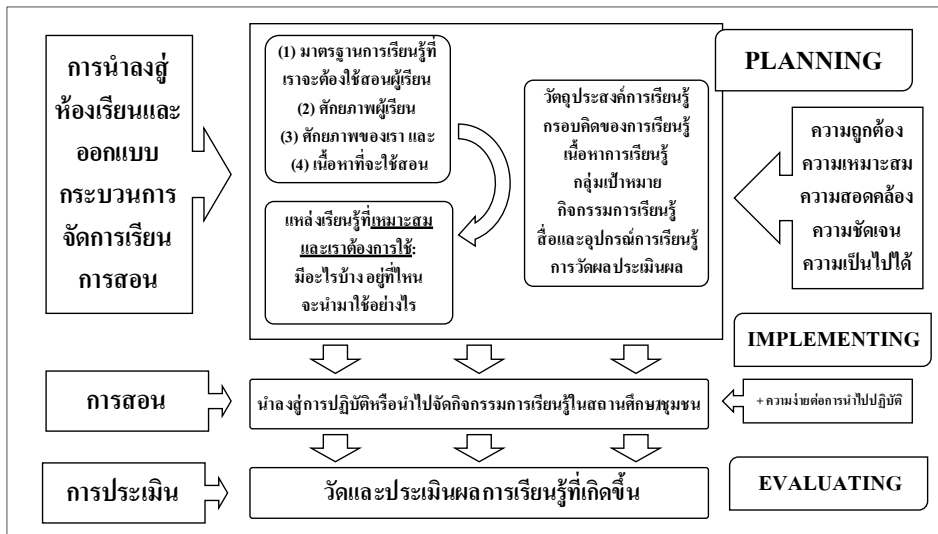 การนำลงสู่
ห้องเรียนและ
ออกแบบ
กระบวนการ
จัดการเรียน
การสอน
(1) มาตรฐานการเรียนรู้ที่
เราจะต้องใช้สอนผู้เรียน
(2) ศักยภาพผู้เรียน
(3) ศักยภาพของเรา และ
(4) เนื้อหาที่จะใช้สอน
แหล่งเรียนรู้ที่เหมาะสม
และเราต้องการใช้:
มีอะไรบ้าง อยู่ที่ไหน
จะนำมาใช้อย่างไร
วัตถุประสงค์การเรียนรู้
กรอบคิดของการเรียนรู้
เนื้อหาการเรียนรู้
กลุ่มเป้าหมาย
กิจกรรมการเรียนรู้
สื่อและอุปกรณ์การเรียนรู้
การวัดผลประเมินผล
PLANNING
ความถูกต้อง
ความเหมาะสม
ความสอดคล้อง
ความชัดเจน
ความเป็นไปได้
IMPLEMENTING
การสอน
นำลงสู่การปฏิบัติหรือนำไปจัดกิจกรรมการเรียนรู้ในสถานศึกษา/ชุมชน
+ ความง่ายต่อการนำไปปฏิบัติ
การประเมิน
วัดและประเมินผลการเรียนรู้ที่เกิดขึ้น
EVALUATING